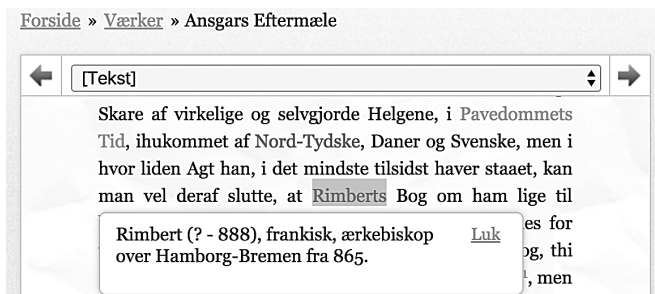 Forside » Værker » Ansgars Eftermæle
[Tekst]
Skare af virkelige og selvgjorde Helgene, i Pavedommets
Tid, ihukommet af Nord-Tydske, Daner og Svenske, men i
hvor liden Agt han, i det mindste tilsidst haver staaet, kan
man vel deraf slutte, at Rimberts Bog om ham lige til
Rimbert (? - 888), frankisk, ærkebiskop Luk
over Hamborg-Bremen fra 865.
for
thi
, men